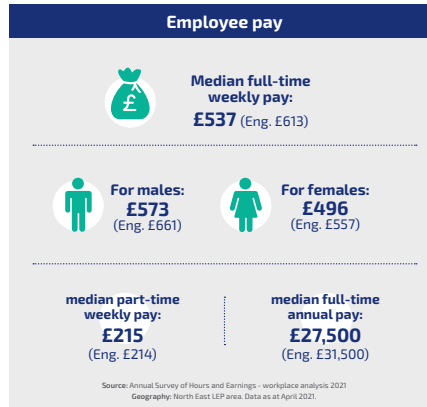 Employee pay
Median full-time
weekly pay:
£537 (Eng. £613)
£
For males:
£573
(Eng. £661)
For females:
£496
(Eng. £557)
median part-time
weekly pay:
£215
(Eng. £214)
median full-time
annual pay:
£27,500
(Eng. £31,500)
Source: Annual Survey of Hours and Earnings - workplace analysis 2021
Geography: North East LEP area. Data as at April 2021.